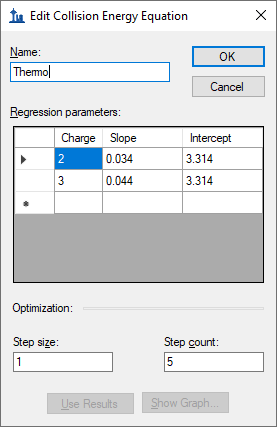 Edit Collision Energy Equation
Name:
Thermo
OK
Cancel
Regression parameters:
Charge Slope Intercept
2 0.034 3.314
3 0.044 3.314
Optimization:
Step size: Step count:
1 5
Use Results Show Graph...